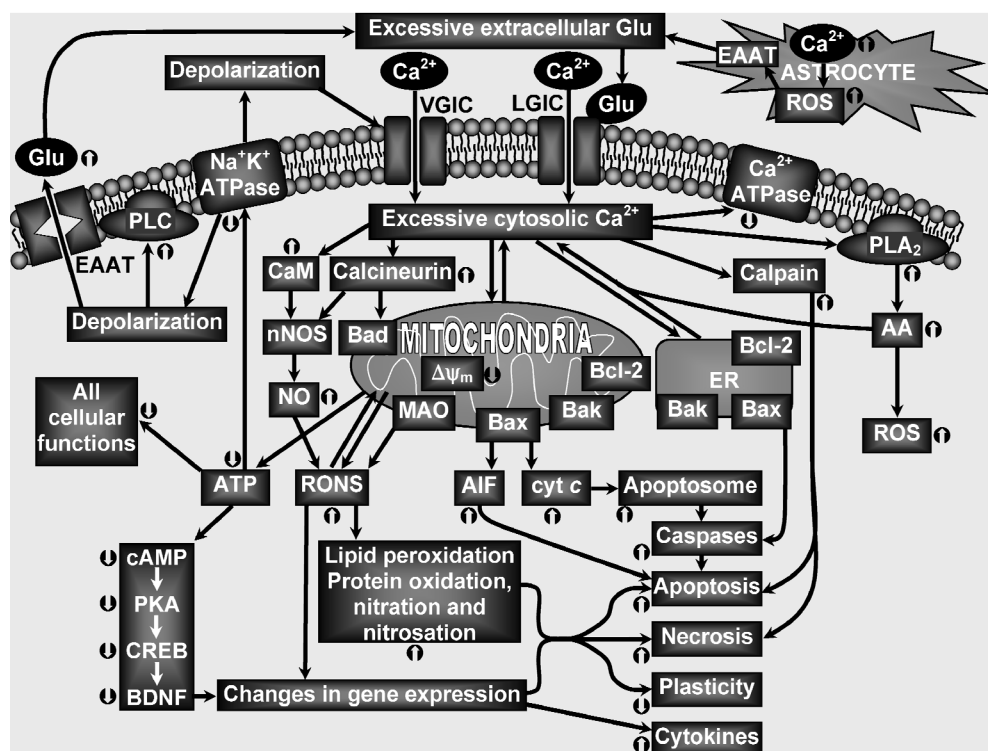 Excessive extracellular Glu
Ca²⁺
EAAT
ASTROCYTE
ROS
Depolarization
Ca²⁺
Ca²⁺
VGIC
LGIC
Glu
Glu
Na⁺K⁺
ATPase
Ca²⁺
ATPase
PLC
EAAT
Excessive cytosolic Ca²⁺
PLA₂
CaM
Calcineurin
Calpain
Depolarization
nNOS
Bad
MITOCHONDRIA
AA
Bcl-2
Δψₘ
Bcl-2
ER
NO
MAO
Bax
Bak
Bak
Bax
ROS
All
cellular
functions
ATP
RONS
AIF
cyt c
Apoptosome
Caspases
Lipid peroxidation
Protein oxidation,
nitration and
nitrosation
Apoptosis
cAMP
PKA
CREB
BDNF
Necrosis
Changes in gene expression
Plasticity
Cytokines